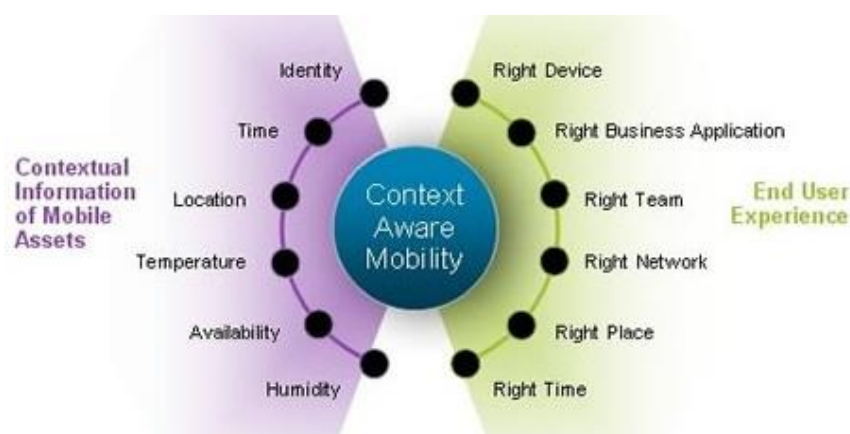 Contextual
Information
of Mobile
Assets
Identity
Time
Location
Temperature
Availability
Humidity
Context
Aware
Mobility
Right Device
Right Business Application
Right Team
Right Network
Right Place
Right Time
End User
Experience